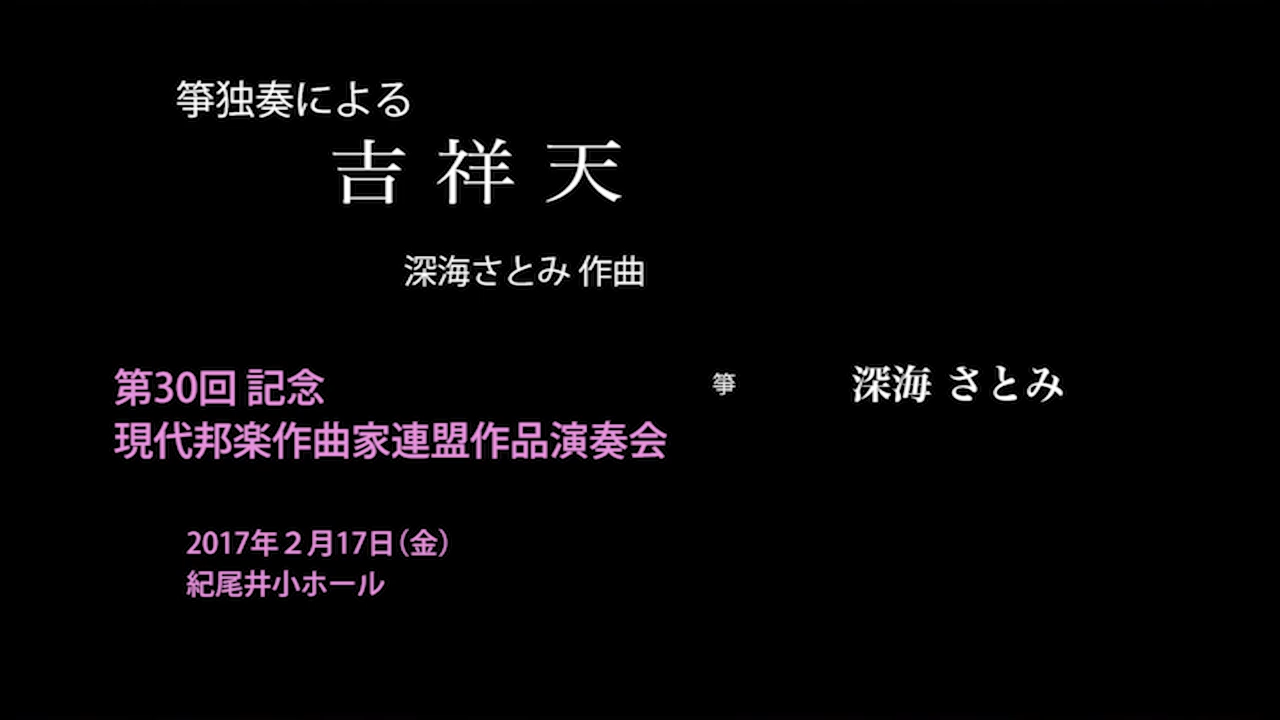 箏独奏による
吉祥天
深海さとみ 作曲
第30回 記念
現代邦楽作曲家連盟作品演奏会
箏 深海 さとみ
2017年２月17日（金）
紀尾井小ホール